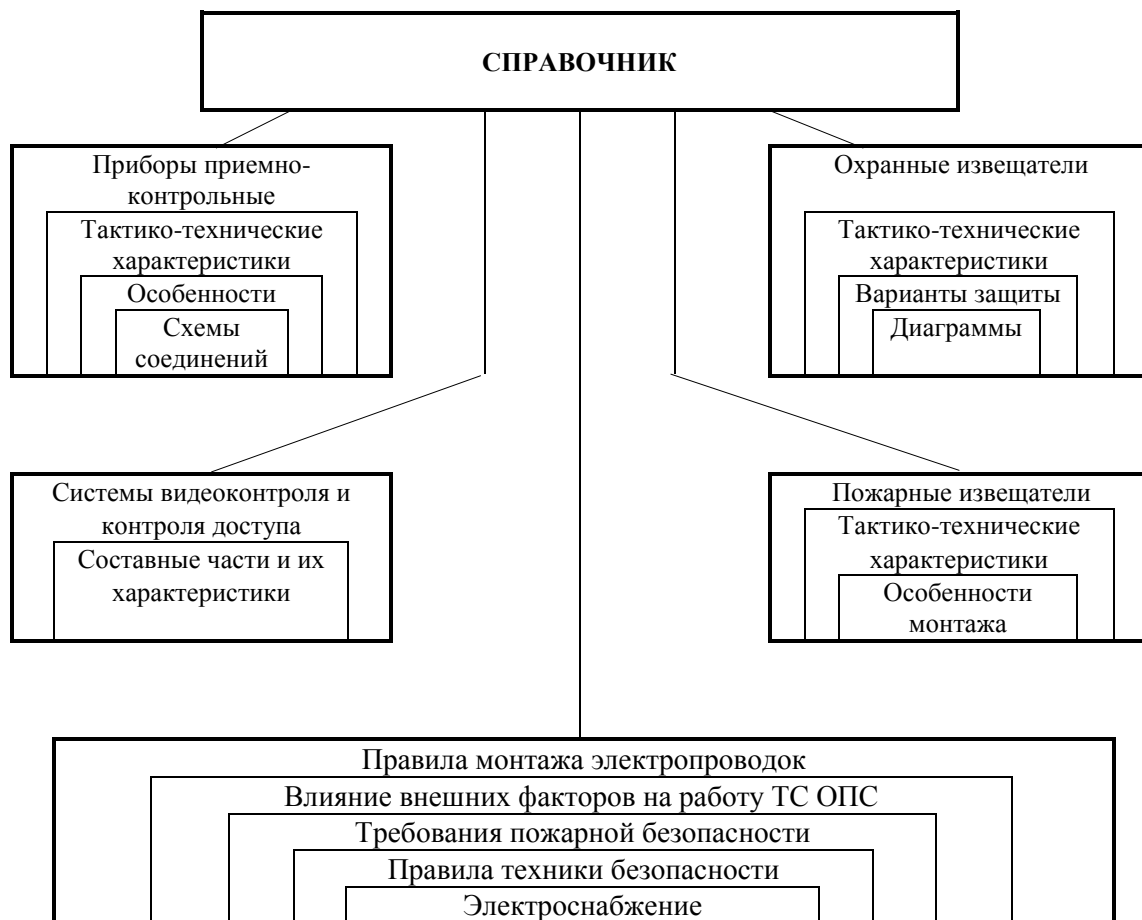 СПРАВОЧНИК
Приборы приемно-
контрольные
Тактико-технические
характеристики
Особенности
Схемы
соединений
Охранные извещатели
Тактико-технические
характеристики
Варианты защиты
Диаграммы
Системы видеоконтроля и
контроля доступа
Составные части и их
характеристики
Пожарные извещатели
Тактико-технические
характеристики
Особенности
монтажа
Правила монтажа электропроводок
Влияние внешних факторов на работу ТС ОПС
Требования пожарной безопасности
Правила техники безопасности
Электроснабжение